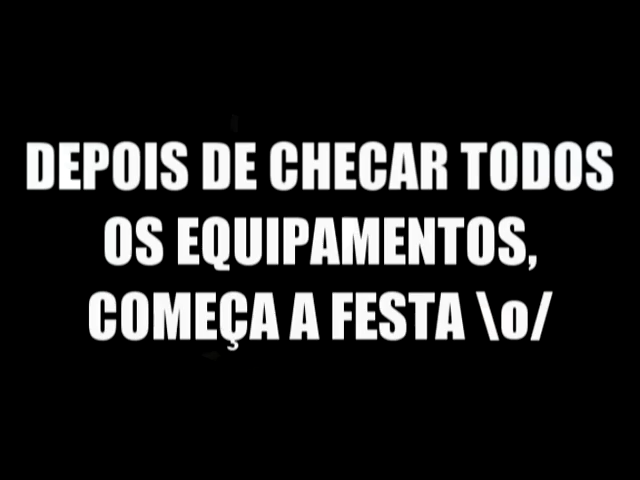 DEPOIS DE CHECAR TODOS
OS EQUIPAMENTOS,
COMEÇA A FESTA \o/